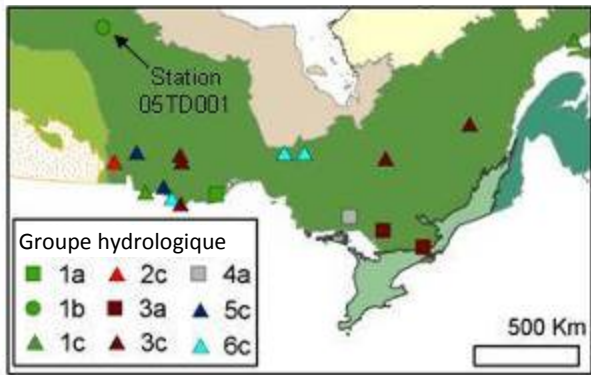 Station
05TD001
Groupe hydrologique
1a 2c 4a
1b 3a 5c
1c 3c 6c
500 Km